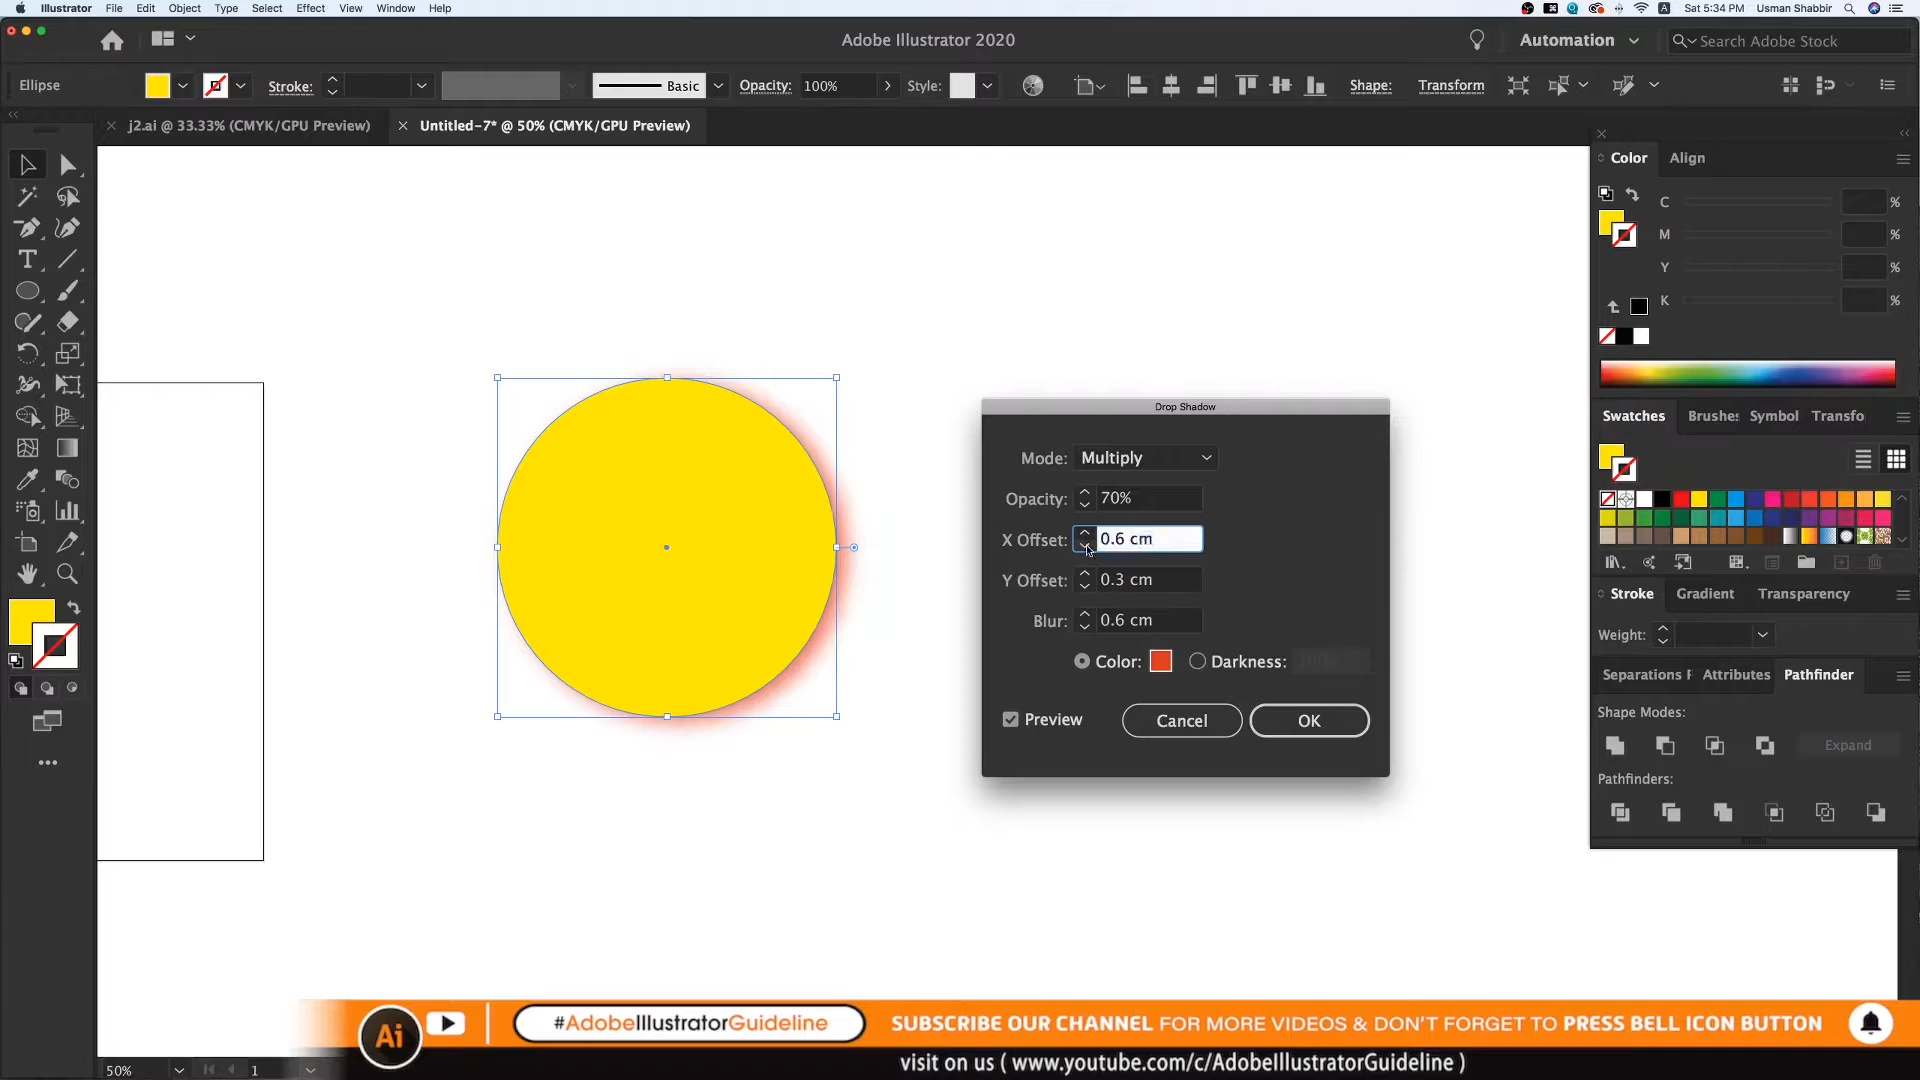 Illustrator File Edit Object Type Select Effect View Window Help
Sat 5:34 PM Usman Shabbir
Adobe Illustrator 2020
Automation
Search Adobe Stock
Ellipse
Stroke:
Basic
Opacity: 100%
Style:
Shape:
Transform
j2.ai @ 33.33% (CMYK/GPU Preview)
Untitled-7* @ 50% (CMYK/GPU Preview)
Color Align
C %
M %
Y %
K %
Drop Shadow
Mode: Multiply
Opacity: 70%
X Offset: 0.6 cm
Y Offset: 0.3 cm
Blur: 0.6 cm
Color: Darkness:
Preview
Cancel
OK
Swatches Brushe: Symbol Transfo
Stroke Gradient Transparency
Weight:
Separations F Attributes Pathfinder
Shape Modes:
Expand
Pathfinders:
Ai
#AdobeIllustratorGuideline
SUBSCRIBE OUR CHANNEL FOR MORE VIDEOS & DON'T FORGET TO PRESS BELL ICON BUTTON
visit on us ( www.youtube.com/c/AdobeIllustratorGuideline )
50%
1